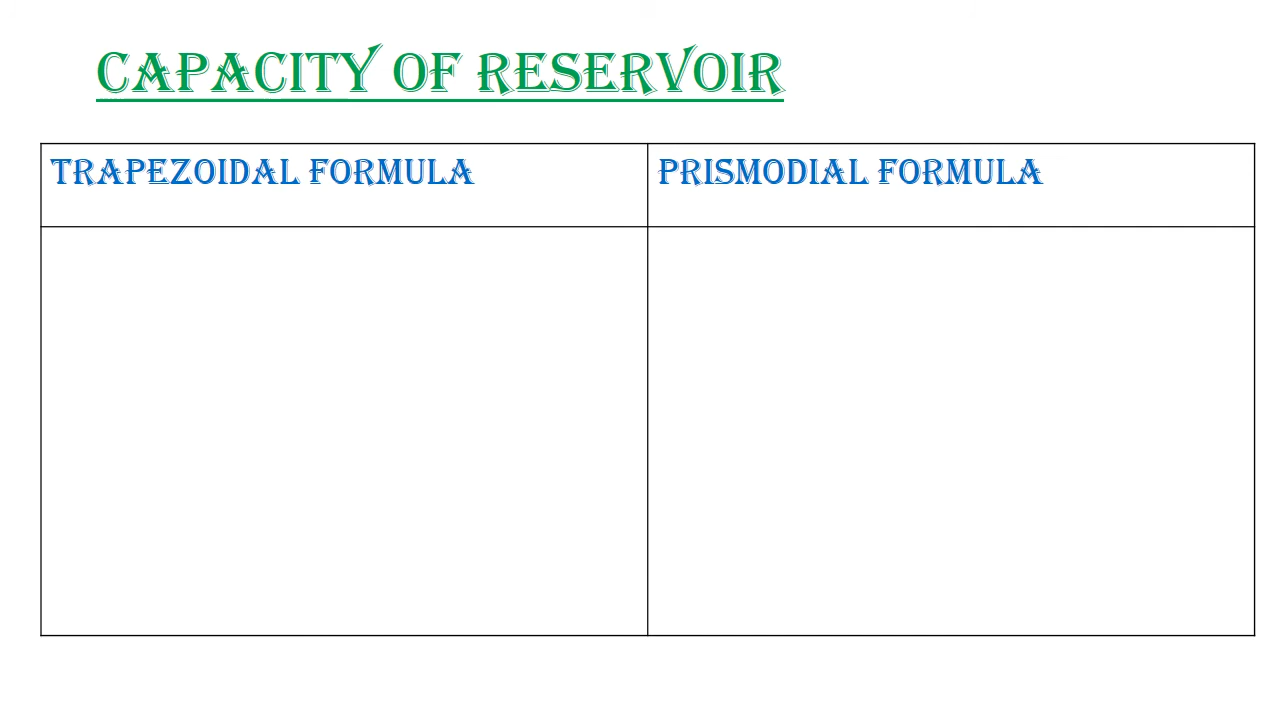 CAPACITY OF RESERVOIR
TRAPEZOIDAL FORMULA
PRISMODIAL FORMULA